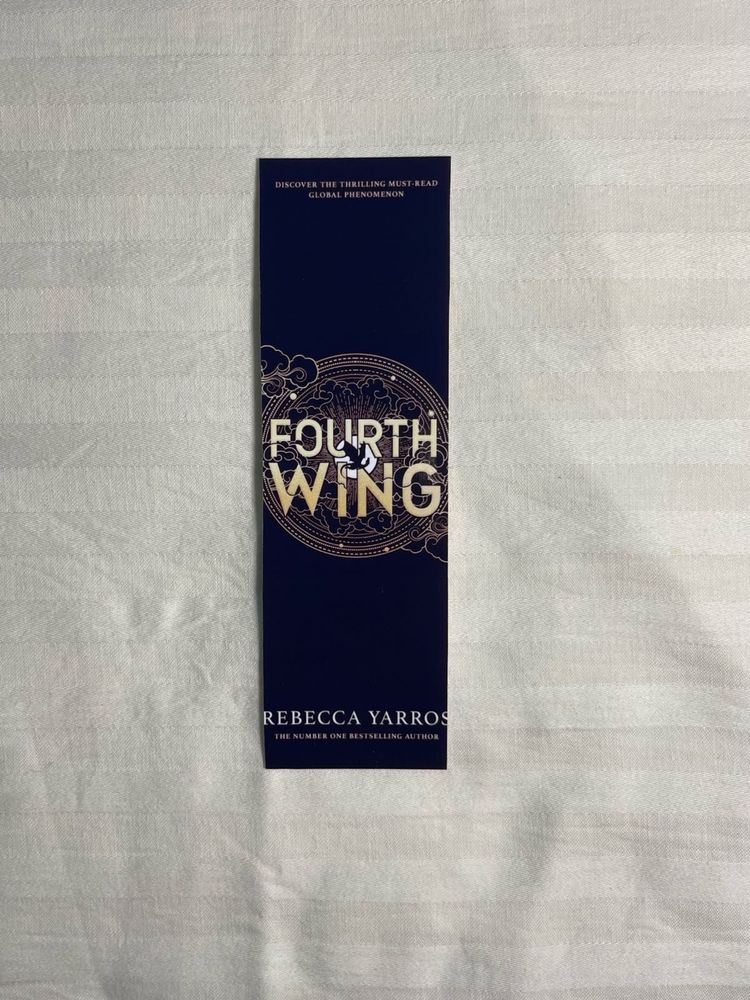 DISCOVER THE THRILLING MUST-READ
GLOBAL PHENOMENON
FOURTH
WING
REBECCA YARROS
THE NUMBER ONE BESTSELLING AUTHOR